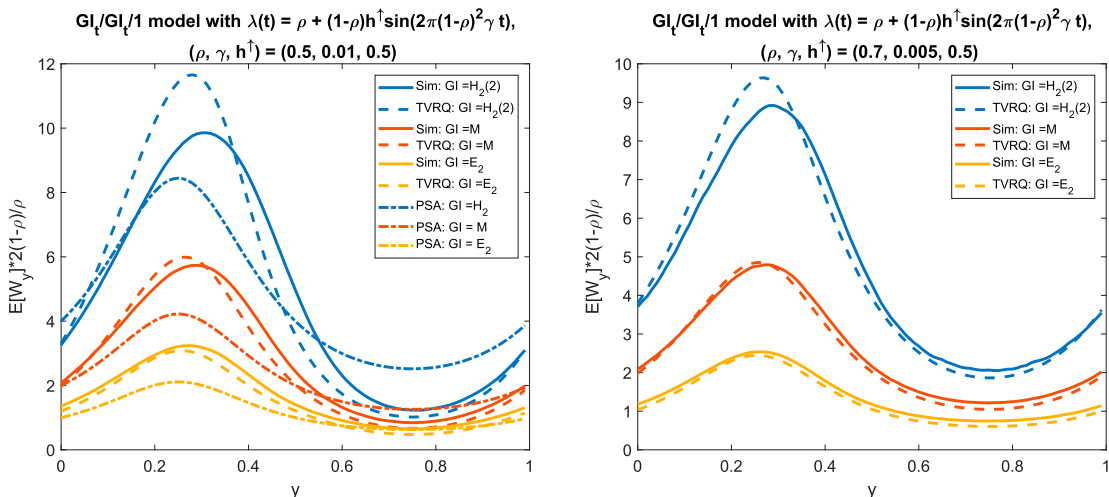 GIₜ/GIₜ/1 model with λ(t) = ρ + (1-ρ)h↑sin(2π(1-ρ)²γ t),
(ρ, γ, h↑) = (0.5, 0.01, 0.5)
E[W_y]*2(1-ρ)/ρ
12
10
8
6
4
2
0
Sim: GI =H₂(2)
TVRQ: GI =H₂(2)
Sim: GI =M
TVRQ: GI =M
Sim: GI =E₂
TVRQ: GI =E₂
PSA: GI =H₂
PSA: GI = M
PSA: GI = E₂
0 0.2 0.4 0.6 0.8 1
y
GIₜ/GIₜ/1 model with λ(t) = ρ + (1-ρ)h↑sin(2π(1-ρ)²γ t),
(ρ, γ, h↑) = (0.7, 0.005, 0.5)
E[W_y]*2(1-ρ)/ρ
10
9
8
7
6
5
4
3
2
1
0
Sim: GI =H₂(2)
TVRQ: GI =H₂(2)
Sim: GI =M
TVRQ: GI =M
Sim: GI =E₂
TVRQ: GI =E₂
0 0.2 0.4 0.6 0.8 1
y